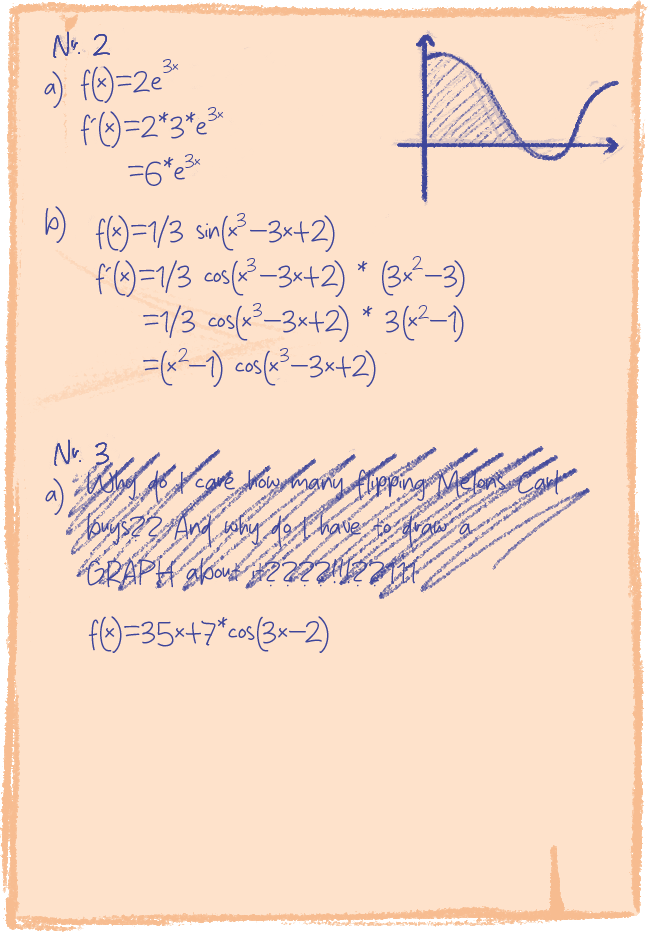 Nr. 2
a) f(x)=2e^3x
f´(x)=2*3*e^3x
=6*e^3x
b) f(x)=1/3 sin(x^3-3x+2)
f´(x)=1/3 cos(x^3-3x+2) * (3x^2-3)
=1/3 cos(x^3-3x+2) * 3(x^2-1)
=(x^2-1) cos(x^3-3x+2)
Nr. 3
a) Why do I care how many flipping Melons Carl
buys?? And why do I have to draw a
GRAPH about
f(x)=35x+7*cos(3x-2)